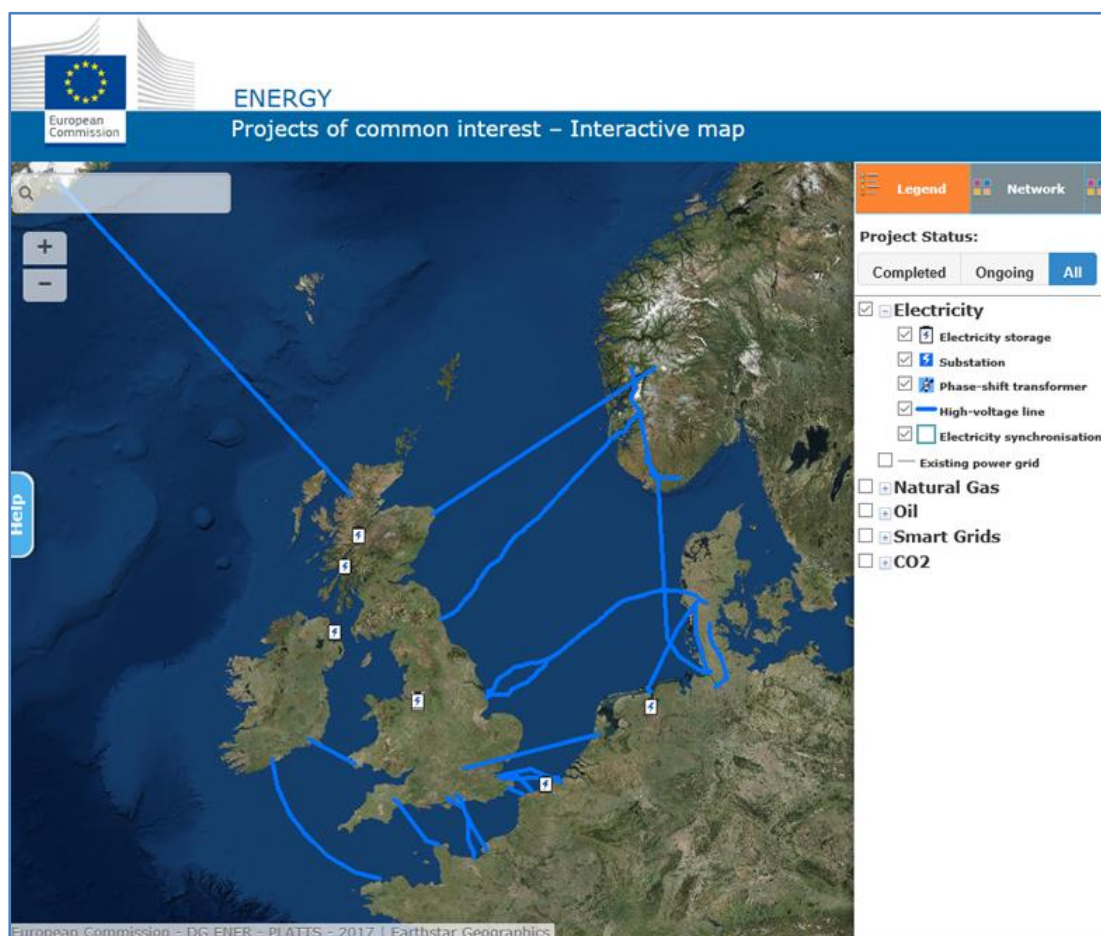 European
Commission
ENERGY
Projects of common interest – Interactive map
Legend
Network
Project Status:
Completed
Ongoing
All
Electricity
Electricity storage
Substation
Phase-shift transformer
High-voltage line
Electricity synchronisation
Existing power grid
Natural Gas
Oil
Smart Grids
CO2
+
−
Help
European Commission - DG ENER - PLATTS - 2017 | Earthstar Geographics